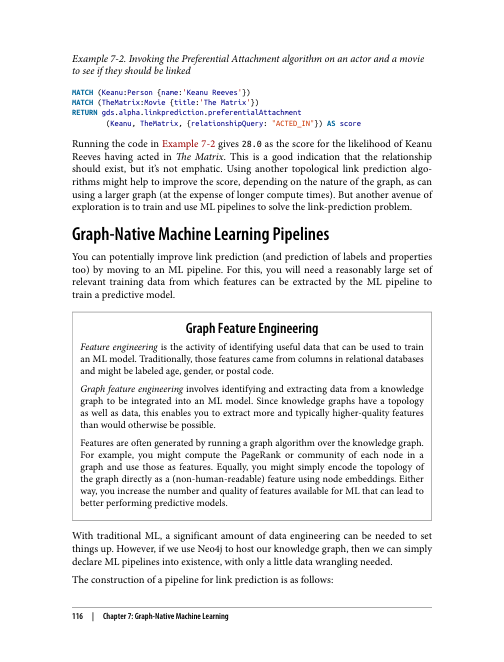 Example 7-2. Invoking the Preferential Attachment algorithm on an actor and a movie
to see if they should be linked
MATCH (Keanu:Person {name:'Keanu Reeves'})
MATCH (TheMatrix:Movie {title:'The Matrix'})
RETURN gds.alpha.linkprediction.preferentialAttachment
(Keanu, TheMatrix, {relationshipQuery: "ACTED_IN"}) AS score
Running the code in Example 7-2 gives 28.0 as the score for the likelihood of Keanu
Reeves having acted in The Matrix. This is a good indication that the relationship
should exist, but it's not emphatic. Using another topological link prediction algo-
rithms might help to improve the score, depending on the nature of the graph, as can
using a larger graph (at the expense of longer compute times). But another avenue of
exploration is to train and use ML pipelines to solve the link-prediction problem.
Graph-Native Machine Learning Pipelines
You can potentially improve link prediction (and prediction of labels and properties
too) by moving to an ML pipeline. For this, you will need a reasonably large set of
relevant training data from which features can be extracted by the ML pipeline to
train a predictive model.
Graph Feature Engineering
Feature engineering is the activity of identifying useful data that can be used to train
an ML model. Traditionally, those features came from columns in relational databases
and might be labeled age, gender, or postal code.
Graph feature engineering involves identifying and extracting data from a knowledge
graph to be integrated into an ML model. Since knowledge graphs have a topology
as well as data, this enables you to extract more and typically higher-quality features
than would otherwise be possible.
Features are often generated by running a graph algorithm over the knowledge graph.
For example, you might compute the PageRank or community of each node in a
graph and use those as features. Equally, you might simply encode the topology of
the graph directly as a (non-human-readable) feature using node embeddings. Either
way, you increase the number and quality of features available for ML that can lead to
better performing predictive models.
With traditional ML, a significant amount of data engineering can be needed to set
things up. However, if we use Neo4j to host our knowledge graph, then we can simply
declare ML pipelines into existence, with only a little data wrangling needed.
The construction of a pipeline for link prediction is as follows:
116 | Chapter 7: Graph-Native Machine Learning